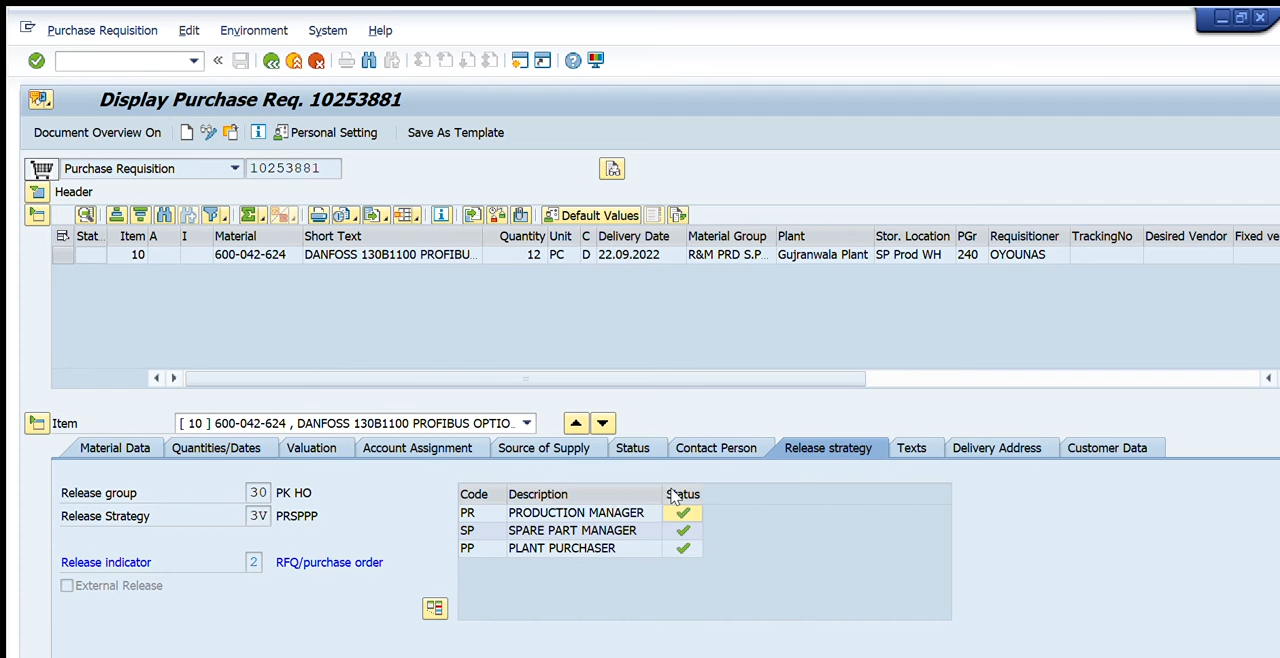 Purchase Requisition Edit Environment System Help
Display Purchase Req. 10253881
Document Overview On Personal Setting Save As Template
Purchase Requisition 10253881
Header
Default Values
Stat.. Item A I Material Short Text Quantity Unit C Delivery Date Material Group Plant Stor. Location PGr Requisitioner TrackingNo Desired Vendor Fixed ve
10 600-042-624 DANFOSS 130B1100 PROFIBU... 12 PC D 22.09.2022 R&M PRD S.P... Gujranwala Plant SP Prod WH 240 OYOUNAS
Item [ 10 ] 600-042-624 , DANFOSS 130B1100 PROFIBUS OPTIO...
Material Data Quantities/Dates Valuation Account Assignment Source of Supply Status Contact Person Release strategy Texts Delivery Address Customer Data
Release group 30 PK HO
Release Strategy 3V PRSPPP
Release indicator 2 RFQ/purchase order
External Release
Code Description Status
PR PRODUCTION MANAGER
SP SPARE PART MANAGER
PP PLANT PURCHASER